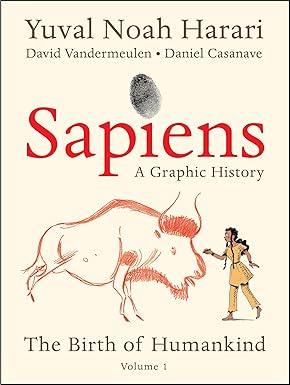 Yuval Noah Harari
David Vandermeulen • Daniel Casanave
Sapiens
A Graphic History
The Birth of Humankind
Volume 1